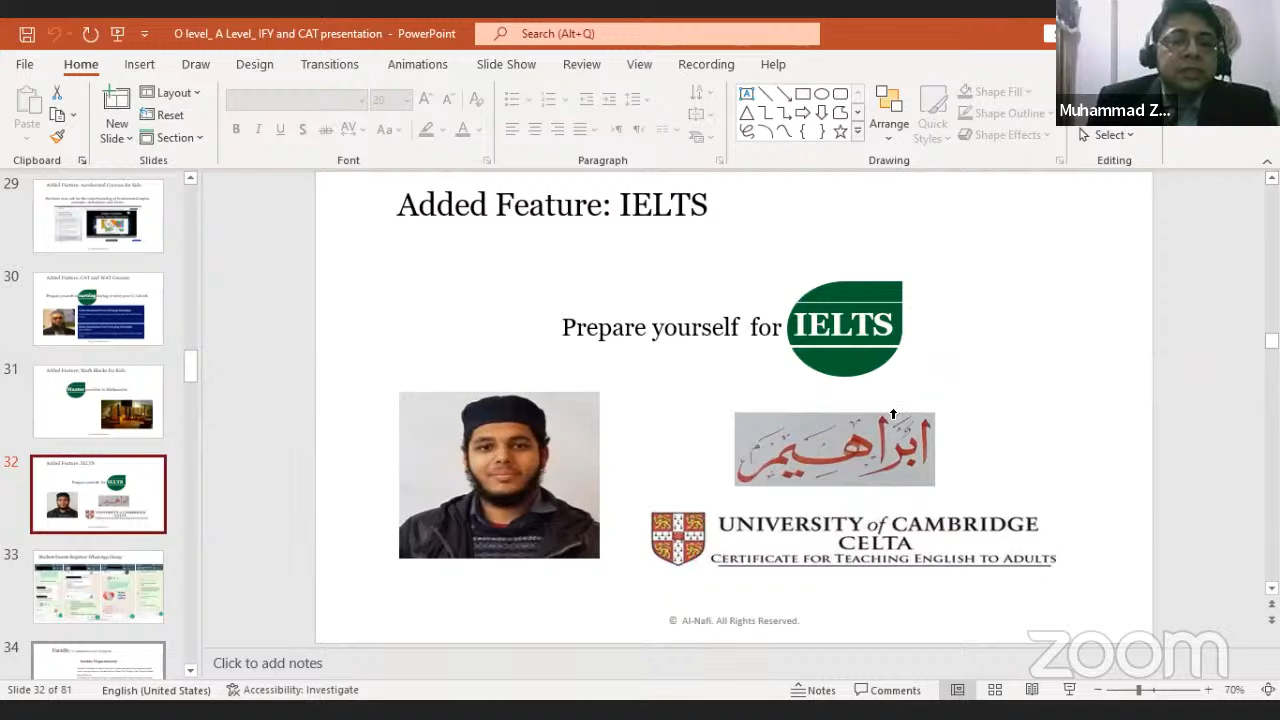 O level_ A Level_ IFY and CAT presentation - PowerPoint
Search (Alt+Q)
Muhammad Z...
File Home Insert Draw Design Transitions Animations Slide Show Review View Recording Help
Paste
New Slide
Layout
Reset
Section
20
Arrange
Quick Styles
Shape Fill
Shape Outline
Shape Effects
Select
Clipboard Slides Font Paragraph Drawing Editing
29
30
31
32
33
34
Added Feature: IELTS
Prepare yourself for IELTS
ابراهيم
UNIVERSITY of CAMBRIDGE
CELTA
CERTIFICATE FOR TEACHING ENGLISH TO ADULTS
© Al-Nafi. All Rights Reserved.
Click to add notes
zoom
Slide 32 of 81 English (United States) Accessibility: Investigate Notes Comments 70%